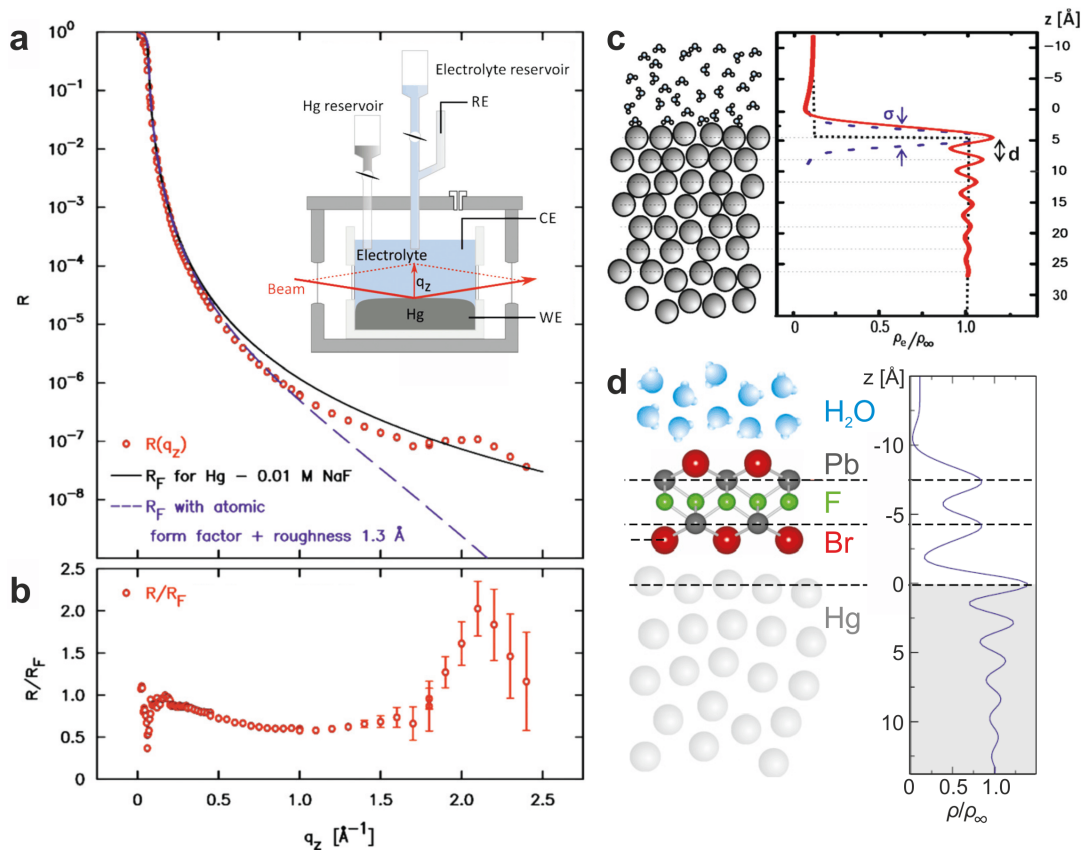 a
10⁰
10⁻¹
10⁻²
10⁻³
10⁻⁴
10⁻⁵
10⁻⁶
10⁻⁷
10⁻⁸
R
Electrolyte reservoir
Hg reservoir
RE
CE
Electrolyte
q_z
Beam
Hg
WE
R(q_z)
R_F for Hg – 0.01 M NaF
R_F with atomic
form factor + roughness 1.3 Å
b
2.5
2.0
1.5
1.0
0.5
0
R/R_F
R/R_F
0 0.5 1.0 1.5 2.0 2.5
q_z [Å⁻¹]
c
z [Å]
-10
-5
0
5
10
15
20
25
30
σ
d
0 0.5 1.0
ρ_e/ρ_∞
d
z [Å]
H₂O
Pb
F
Br
Hg
-10
-5
0
5
10
0 0.5 1.0
ρ/ρ_∞